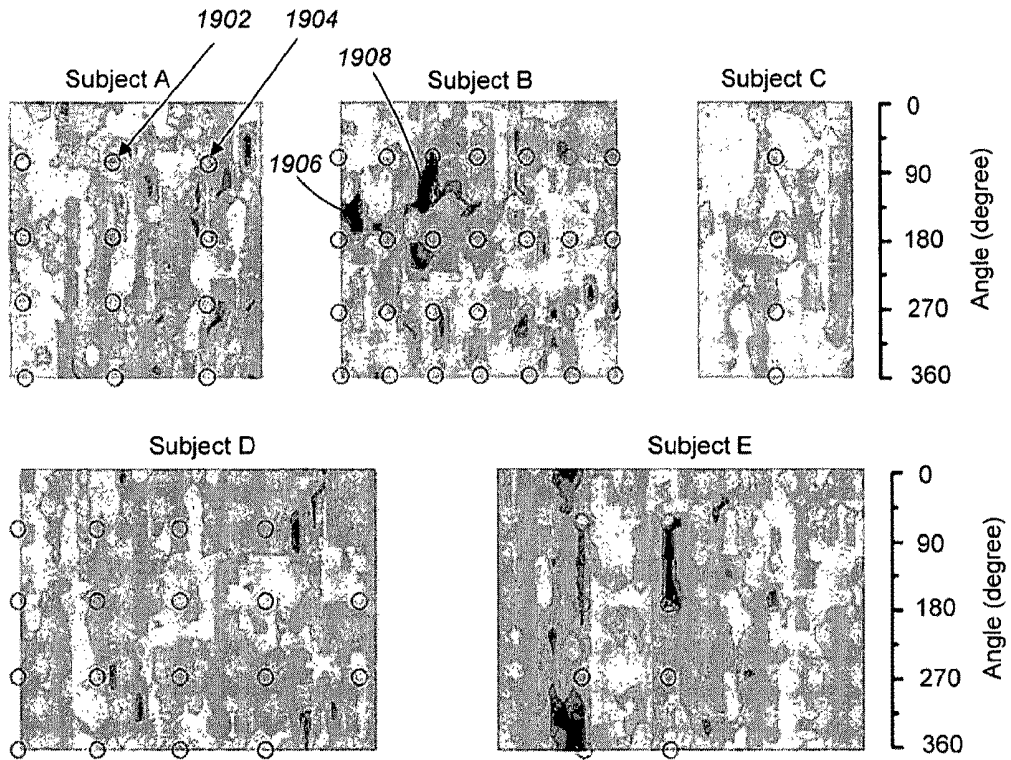 1902
1904
1908
1906
Subject A
Subject B
Subject C
0
90
180
270
360
Angle (degree)
Subject D
Subject E
0
90
180
270
360
Angle (degree)